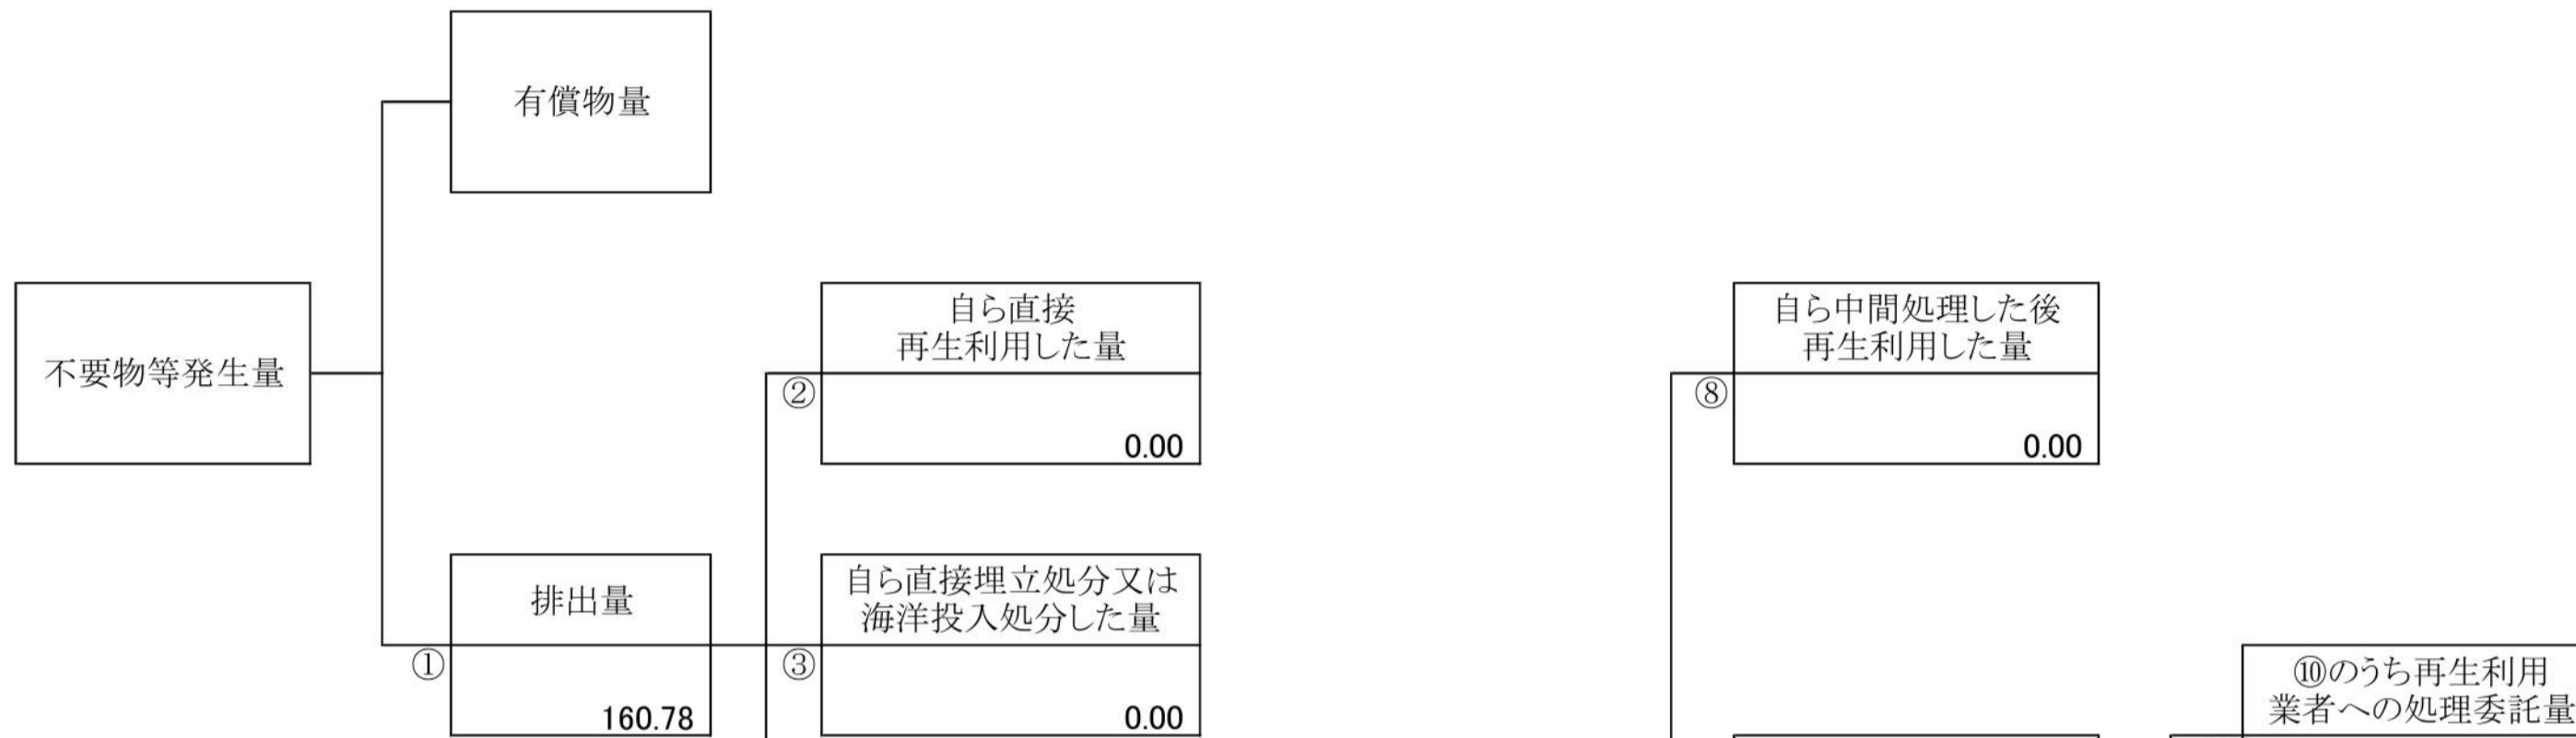 有償物量
不要物等発生量
自ら直接
再生利用した量
②
0.00
自ら中間処理した後
再生利用した量
⑧
0.00
排出量
①
160.78
自ら直接埋立処分又は
海洋投入処分した量
③
0.00
⑩のうち再生利用
業者への処理委託量